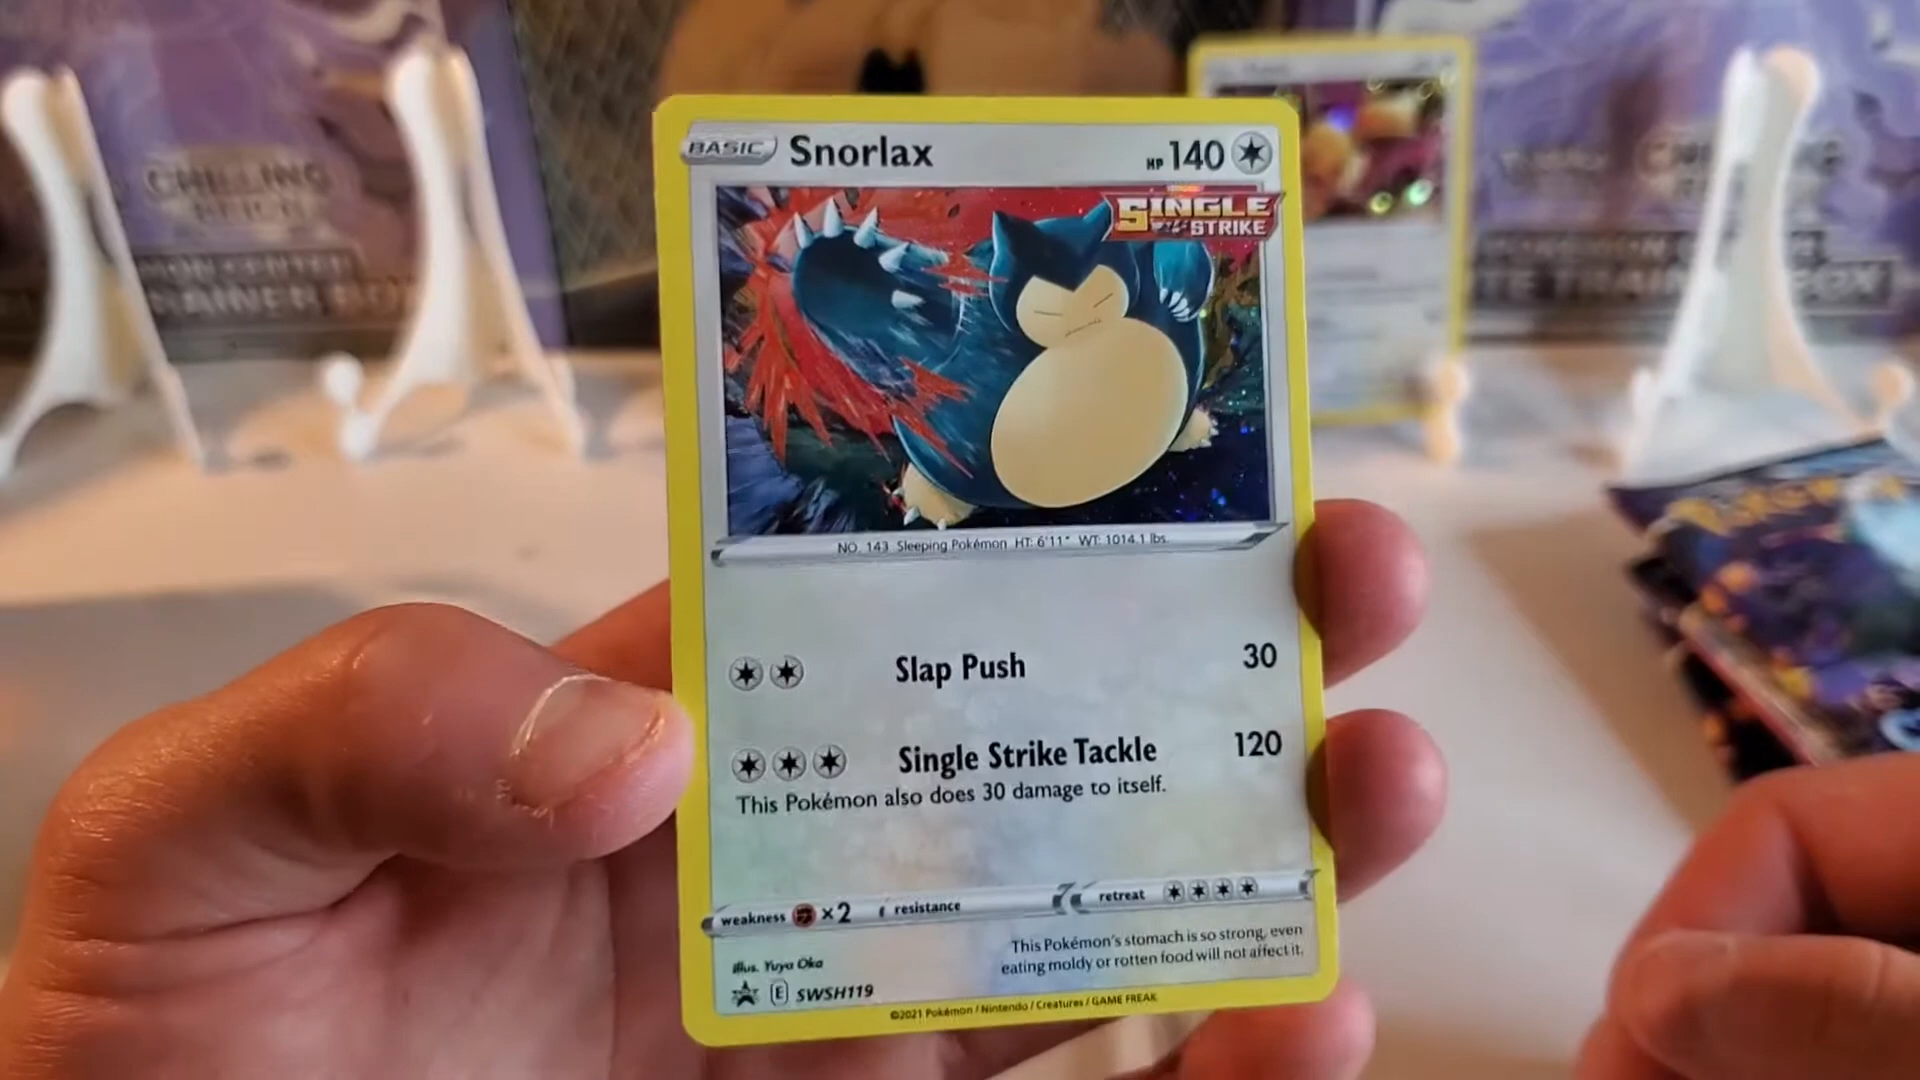 BASIC Snorlax HP 140
SINGLE
STRIKE
NO. 143 Sleeping Pokémon HT: 6'11" WT: 1014.1 lbs.
Slap Push 30
Single Strike Tackle 120
This Pokémon also does 30 damage to itself.
weakness ×2 resistance retreat
This Pokémon's stomach is so strong, even
eating moldy or rotten food will not affect it.
Illus. Yuya Oka
E SWSH119
©2021 Pokémon / Nintendo / Creatures / GAME FREAK
CHILLING
REIGN